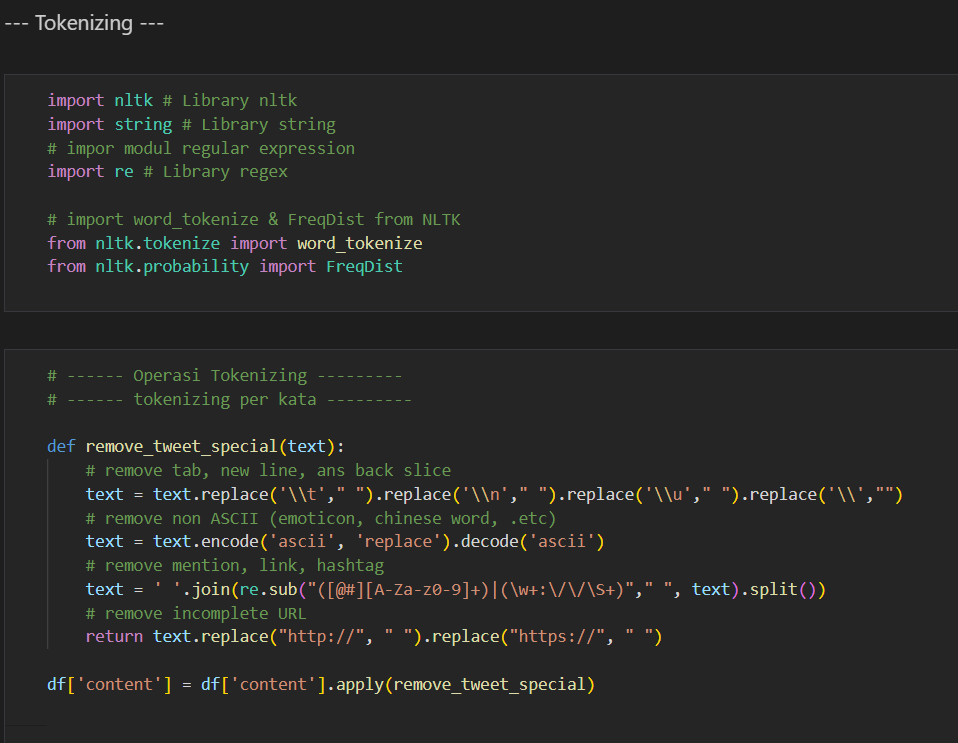 --- Tokenizing ---
import nltk # Library nltk
import string # Library string
# impor modul regular expression
import re # Library regex
# import word_tokenize & FreqDist from NLTK
from nltk.tokenize import word_tokenize
from nltk.probability import FreqDist
# ------ Operasi Tokenizing ---------
# ------ tokenizing per kata ---------
def remove_tweet_special(text):
    # remove tab, new line, ans back slice
    text = text.replace('\\t'," ").replace('\\n'," ").replace('\\u'," ").replace('\\',"")
    # remove non ASCII (emoticon, chinese word, .etc)
    text = text.encode('ascii', 'replace').decode('ascii')
    # remove mention, link, hashtag
    text = ' '.join(re.sub("([@#][A-Za-z0-9]+)|(\w+:\/\/\S+)"," ", text).split())
    # remove incomplete URL
    return text.replace("http://", " ").replace("https://", " ")
df['content'] = df['content'].apply(remove_tweet_special)